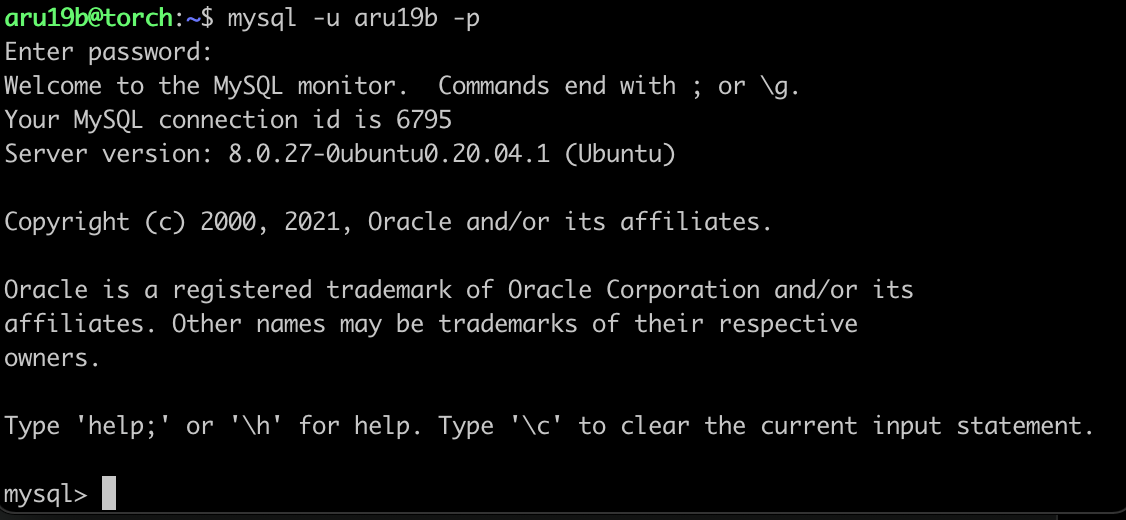 aru19b@torch:~$ mysql -u aru19b -p
Enter password:
Welcome to the MySQL monitor.  Commands end with ; or \g.
Your MySQL connection id is 6795
Server version: 8.0.27-0ubuntu0.20.04.1 (Ubuntu)
Copyright (c) 2000, 2021, Oracle and/or its affiliates.
Oracle is a registered trademark of Oracle Corporation and/or its
affiliates. Other names may be trademarks of their respective
owners.
Type 'help;' or '\h' for help. Type '\c' to clear the current input statement.
mysql>